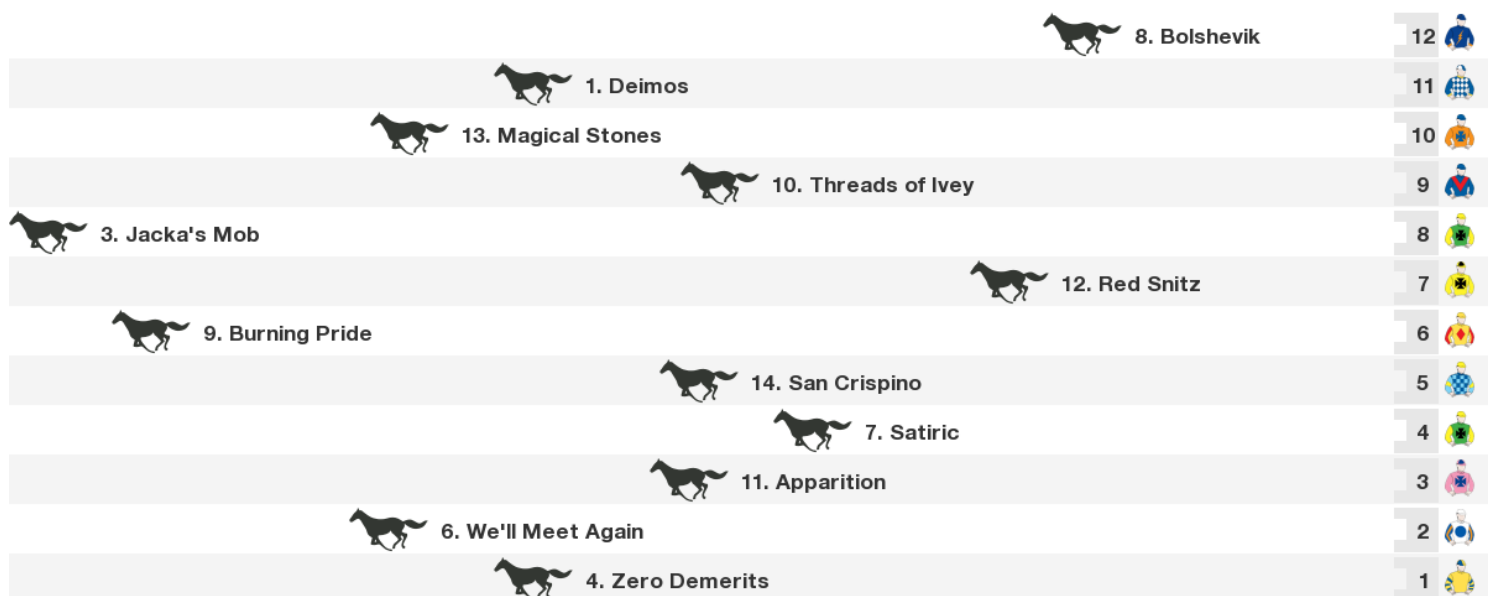 8. Bolshevik 12
1. Deimos 11
13. Magical Stones 10
10. Threads of Ivey 9
3. Jacka's Mob 8
12. Red Snitz 7
9. Burning Pride 6
14. San Crispino 5
7. Satiric 4
11. Apparition 3
6. We'll Meet Again 2
4. Zero Demerits 1